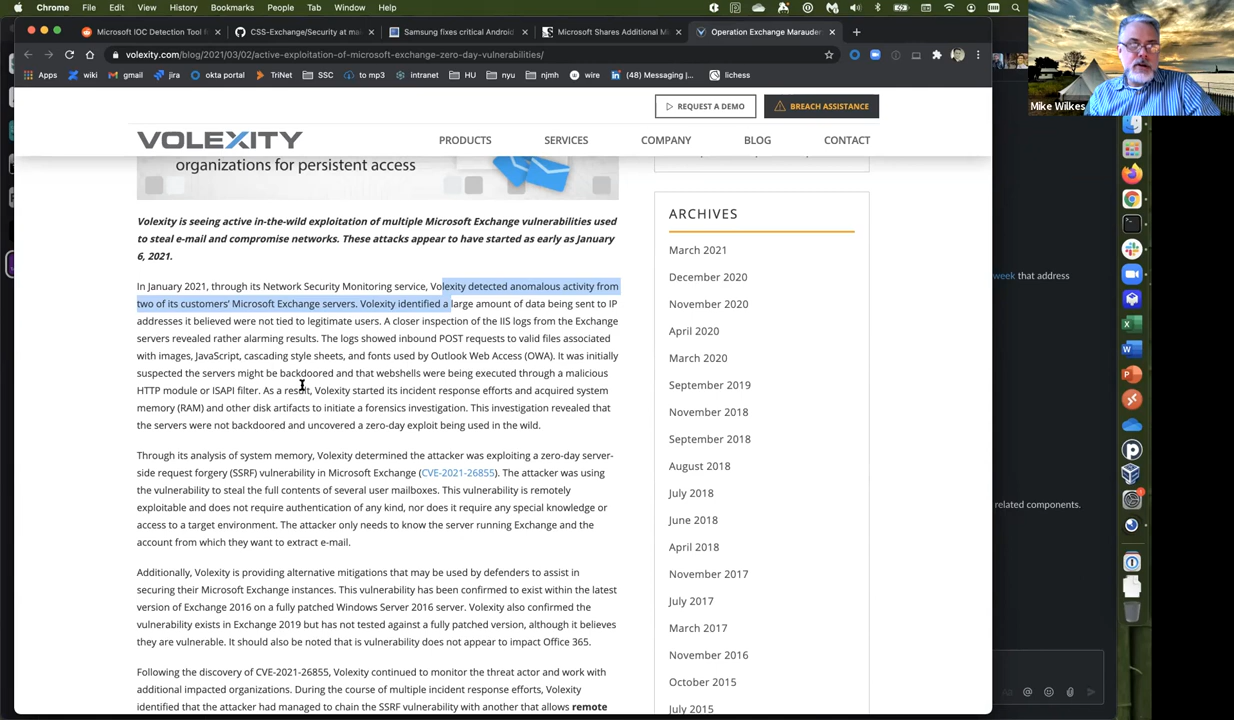 Chrome File Edit View History Bookmarks People Tab Window Help
Microsoft IOC Detection Tool f
CSS-Exchange/Security at ma
Samsung fixes critical Android
Microsoft Shares Additional Mi
Operation Exchange Marauder
volexity.com/blog/2021/03/02/active-exploitation-of-microsoft-exchange-zero-day-vulnerabilities/
Apps wiki gmail jira okta portal TriNet SSC to mp3 intranet HU nyu njmh wire (48) Messaging |... lichess
Mike Wilkes
REQUEST A DEMO
BREACH ASSISTANCE
VOLEXITY
PRODUCTS SERVICES COMPANY BLOG CONTACT
organizations for persistent access
Volexity is seeing active in-the-wild exploitation of multiple Microsoft Exchange vulnerabilities used
to steal e-mail and compromise networks. These attacks appear to have started as early as January
6, 2021.
In January 2021, through its Network Security Monitoring service, Volexity detected anomalous activity from
two of its customers' Microsoft Exchange servers. Volexity identified a large amount of data being sent to IP
addresses it believed were not tied to legitimate users. A closer inspection of the IIS logs from the Exchange
servers revealed rather alarming results. The logs showed inbound POST requests to valid files associated
with images, JavaScript, cascading style sheets, and fonts used by Outlook Web Access (OWA). It was initially
suspected the servers might be backdoored and that webshells were being executed through a malicious
HTTP module or ISAPI filter. As a result, Volexity started its incident response efforts and acquired system
memory (RAM) and other disk artifacts to initiate a forensics investigation. This investigation revealed that
the servers were not backdoored and uncovered a zero-day exploit being used in the wild.
Through its analysis of system memory, Volexity determined the attacker was exploiting a zero-day server-
side request forgery (SSRF) vulnerability in Microsoft Exchange (CVE-2021-26855). The attacker was using
the vulnerability to steal the full contents of several user mailboxes. This vulnerability is remotely
exploitable and does not require authentication of any kind, nor does it require any special knowledge or
access to a target environment. The attacker only needs to know the server running Exchange and the
account from which they want to extract e-mail.
Additionally, Volexity is providing alternative mitigations that may be used by defenders to assist in
securing their Microsoft Exchange instances. This vulnerability has been confirmed to exist within the latest
version of Exchange 2016 on a fully patched Windows Server 2016 server. Volexity also confirmed the
vulnerability exists in Exchange 2019 but has not tested against a fully patched version, although it believes
they are vulnerable. It should also be noted that is vulnerability does not appear to impact Office 365.
Following the discovery of CVE-2021-26855, Volexity continued to monitor the threat actor and work with
additional impacted organizations. During the course of multiple incident response efforts, Volexity
identified that the attacker had managed to chain the SSRF vulnerability with another that allows remote
ARCHIVES
March 2021
December 2020
November 2020
April 2020
March 2020
September 2019
November 2018
September 2018
August 2018
July 2018
June 2018
April 2018
November 2017
July 2017
March 2017
November 2016
October 2015
July 2015
week that address
related components.